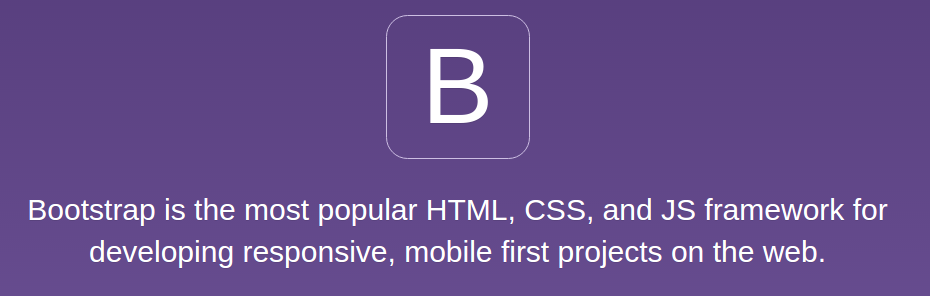 B
Bootstrap is the most popular HTML, CSS, and JS framework for
developing responsive, mobile first projects on the web.